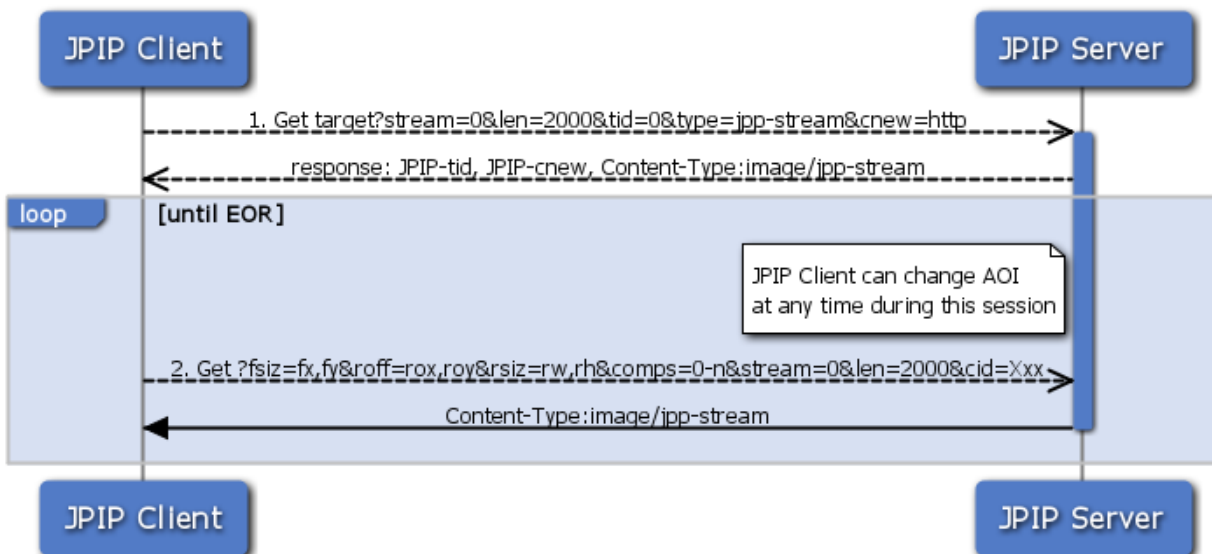 JPIP Client
JPIP Server
1. Get target?stream=0&len=2000&tid=0&type=jpp-stream&cnew=http
response: JPIP-tid, JPIP-cnew, Content-Type:image/jpp-stream
loop
[until EOR]
JPIP Client can change AOI
at any time during this session
2. Get ?fsiz=fx,fy&roff=rox,roy&rsiz=rw,rh&comps=0-n&stream=0&len=2000&cid=Xxx
Content-Type:image/jpp-stream
JPIP Client
JPIP Server